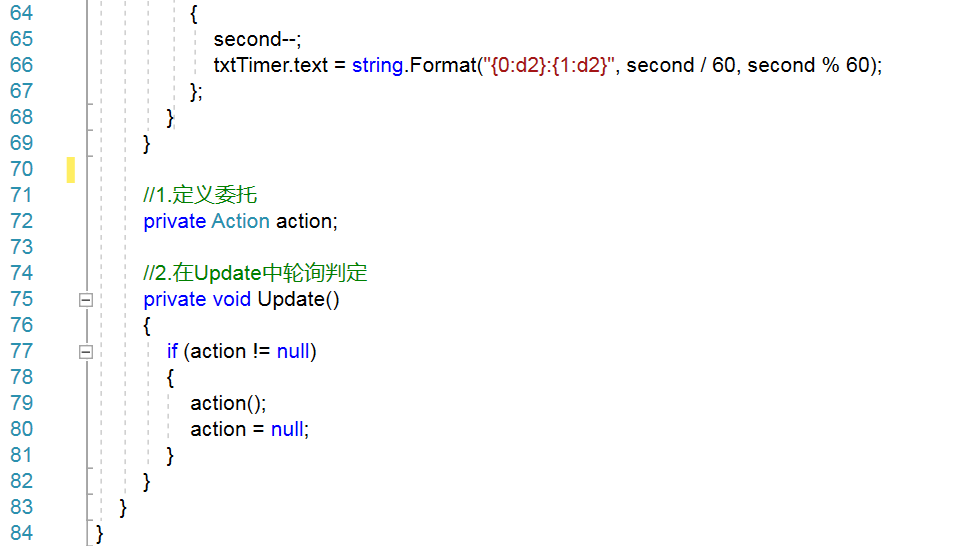 64 {
65 second--;
66 txtTimer.text = string.Format("{0:d2}:{1:d2}", second / 60, second % 60);
67 };
68 }
69 }
70
71 //1.定义委托
72 private Action action;
73
74 //2.在Update中轮询判定
75 private void Update()
76 {
77 if (action != null)
78 {
79 action();
80 action = null;
81 }
82 }
83 }
84 }